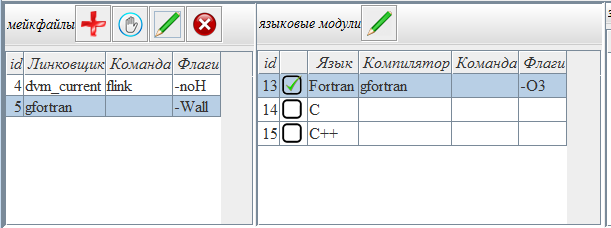 мейкфайлы
id Линковщик Команда Флаги
4 dvm_current flink -noH
5 gfortran -Wall
языковые модули
id Язык Компилятор Команда Флаги
13 Fortran gfortran -O3
14 C
15 C++